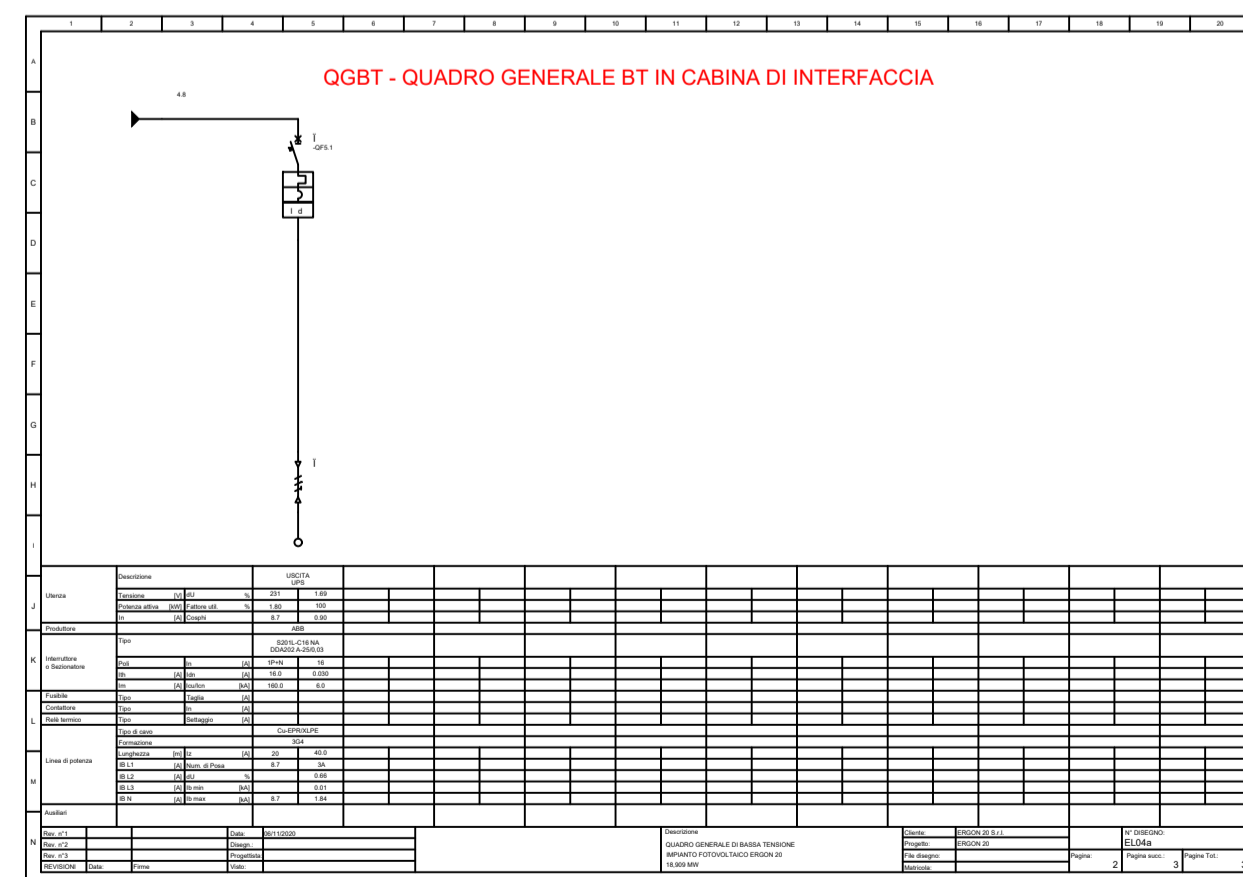 1 2 3 4 5 6 7 8 9 10 11 12 13 14 15 16 17 18 19 20
A
QGBT - QUADRO GENERALE BT IN CABINA DI INTERFACCIA
4.8
B
Ï
-QF5.1
C
I d
D
E
F
G
Ï
H
I
Descrizione USCITA
UPS
Utenza
Tensione [V] dU % 231 1.69
J
Potenza attiva [kW] Fattore util. % 1.80 100
In [A] Cosphi 8.7 0.90
Produttore ABB
Tipo S201L-C16 NA
DDA202 A-25/0,03
K
Interruttore
o Sezionatore
Poli In [A] 1P+N 16
Ith [A] Idn [A] 16.0 0.030
Im [A] Icu/Icn [kA] 160.0 6.0
Fusibile Tipo Taglia [A]
Contattore Tipo In [A]
L
Relè termico Tipo Settaggio [A]
Tipo di cavo Cu-EPR/XLPE
Formazione 3G4
Linea di potenza
Lunghezza [m] Iz [A] 20 40.0
IB L1 [A] Num. di Posa 8.7 3A
M
IB L2 [A] dU % 0.66
IB L3 [A] Ib min [kA] 0.01
IB N [A] Ib max [kA] 8.7 1.84
Ausiliari
N
Rev. n°1 Data: 06/11/2020
Rev. n°2 Disegn.:
Rev. n°3 Progettista:
REVISIONI Data: Firme Visto:
Descrizione
QUADRO GENERALE DI BASSA TENSIONE
IMPIANTO FOTOVOLTAICO ERGON 20
18,909 MW
Cliente: ERGON 20 S.r.l.
Progetto: ERGON 20
File disegno:
Matricola:
N° DISEGNO:
EL04a
Pagina: 2 Pagina succ.: 3 Pagine Tot.: